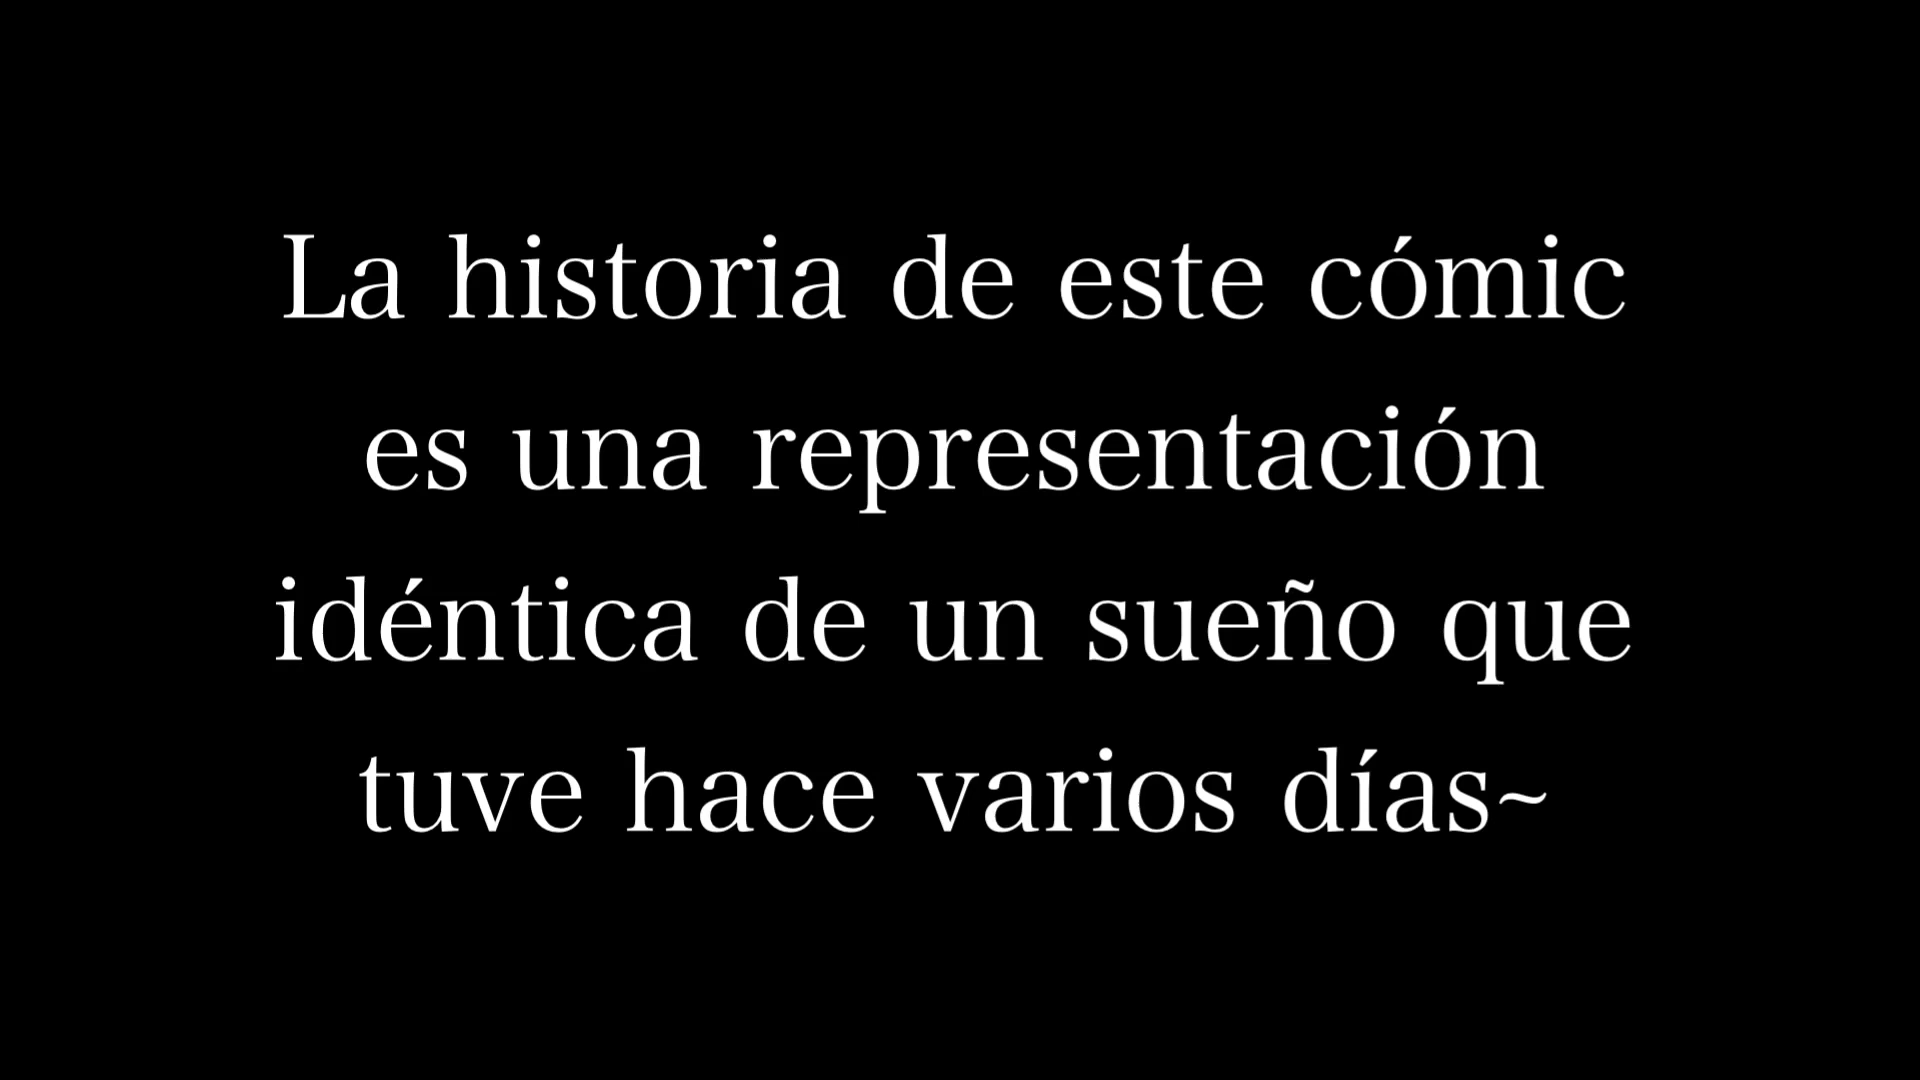 La historia de este cómic
es una representación
idéntica de un sueño que
tuve hace varios días~